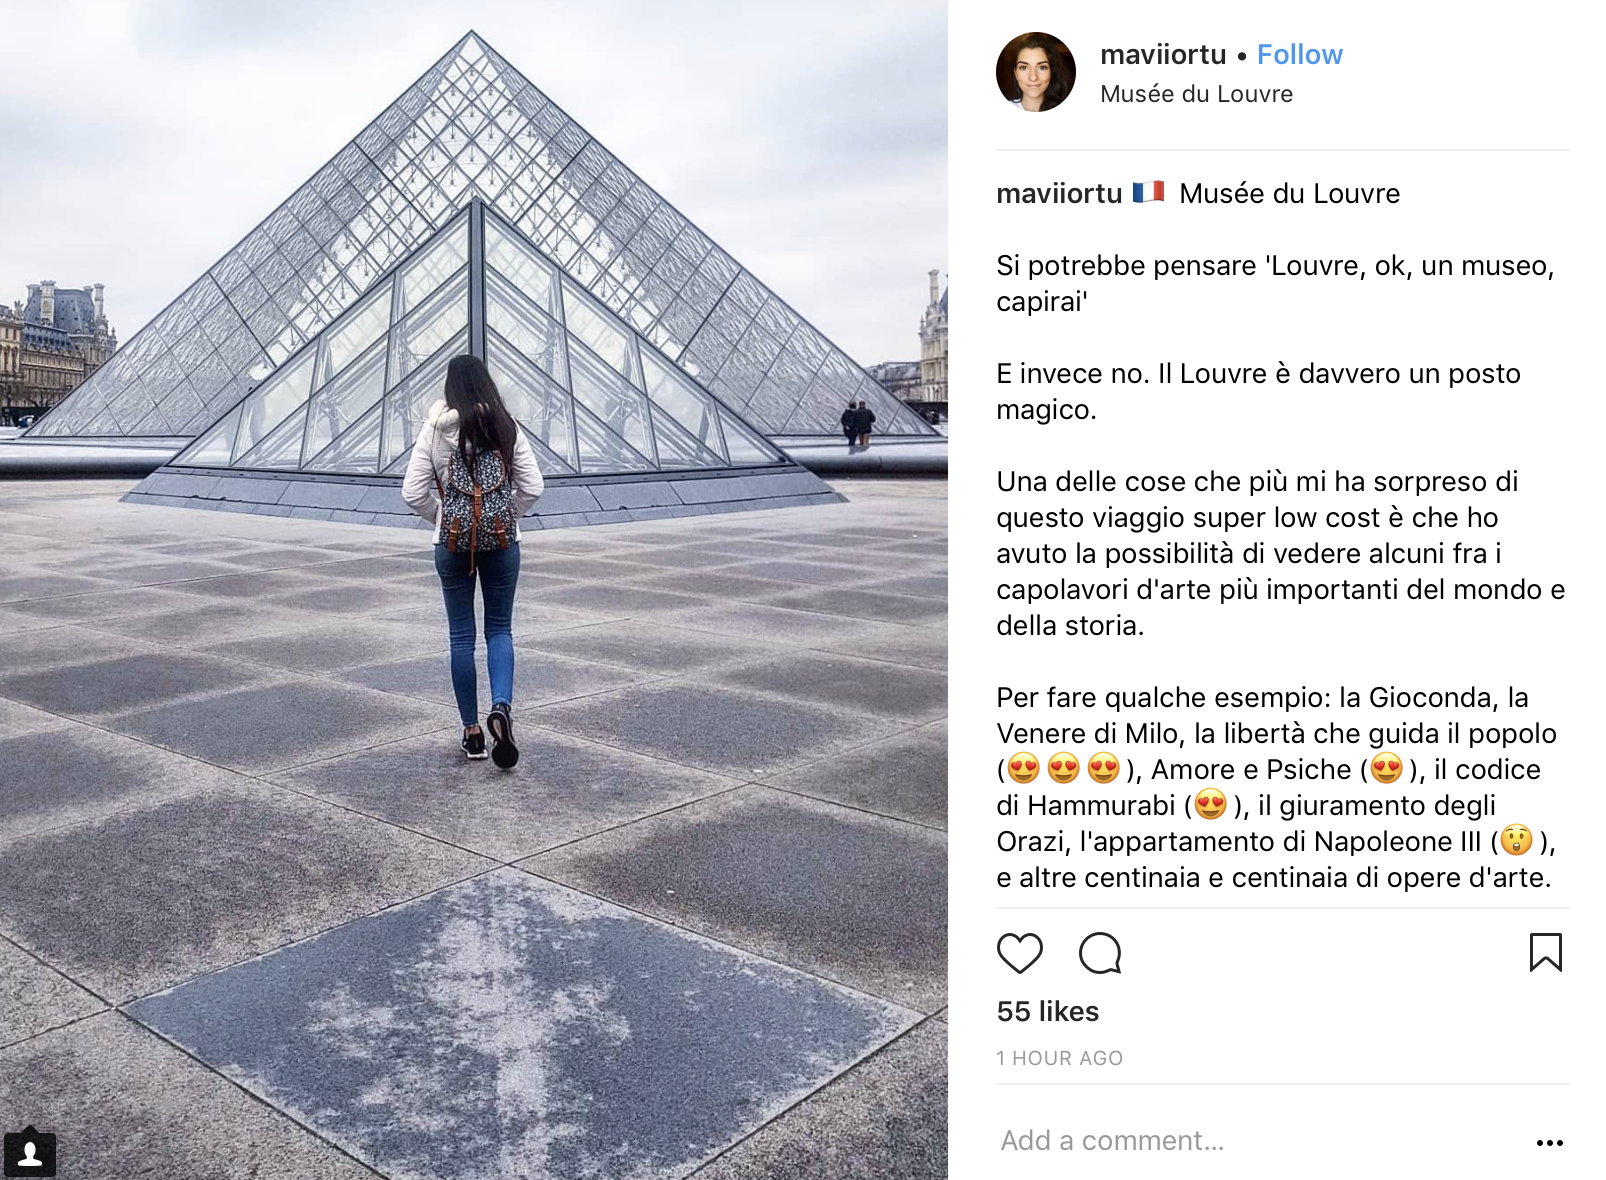 maviiortu • Follow
Musée du Louvre
maviiortu 🇫🇷 Musée du Louvre
Si potrebbe pensare 'Louvre, ok, un museo,
capirai'
E invece no. Il Louvre è davvero un posto
magico.
Una delle cose che più mi ha sorpreso di
questo viaggio super low cost è che ho
avuto la possibilità di vedere alcuni fra i
capolavori d'arte più importanti del mondo e
della storia.
Per fare qualche esempio: la Gioconda, la
Venere di Milo, la libertà che guida il popolo
(😍😍😍), Amore e Psiche (😍), il codice
di Hammurabi (😍), il giuramento degli
Orazi, l'appartamento di Napoleone III (😲),
e altre centinaia e centinaia di opere d'arte.
55 likes
1 HOUR AGO
Add a comment...